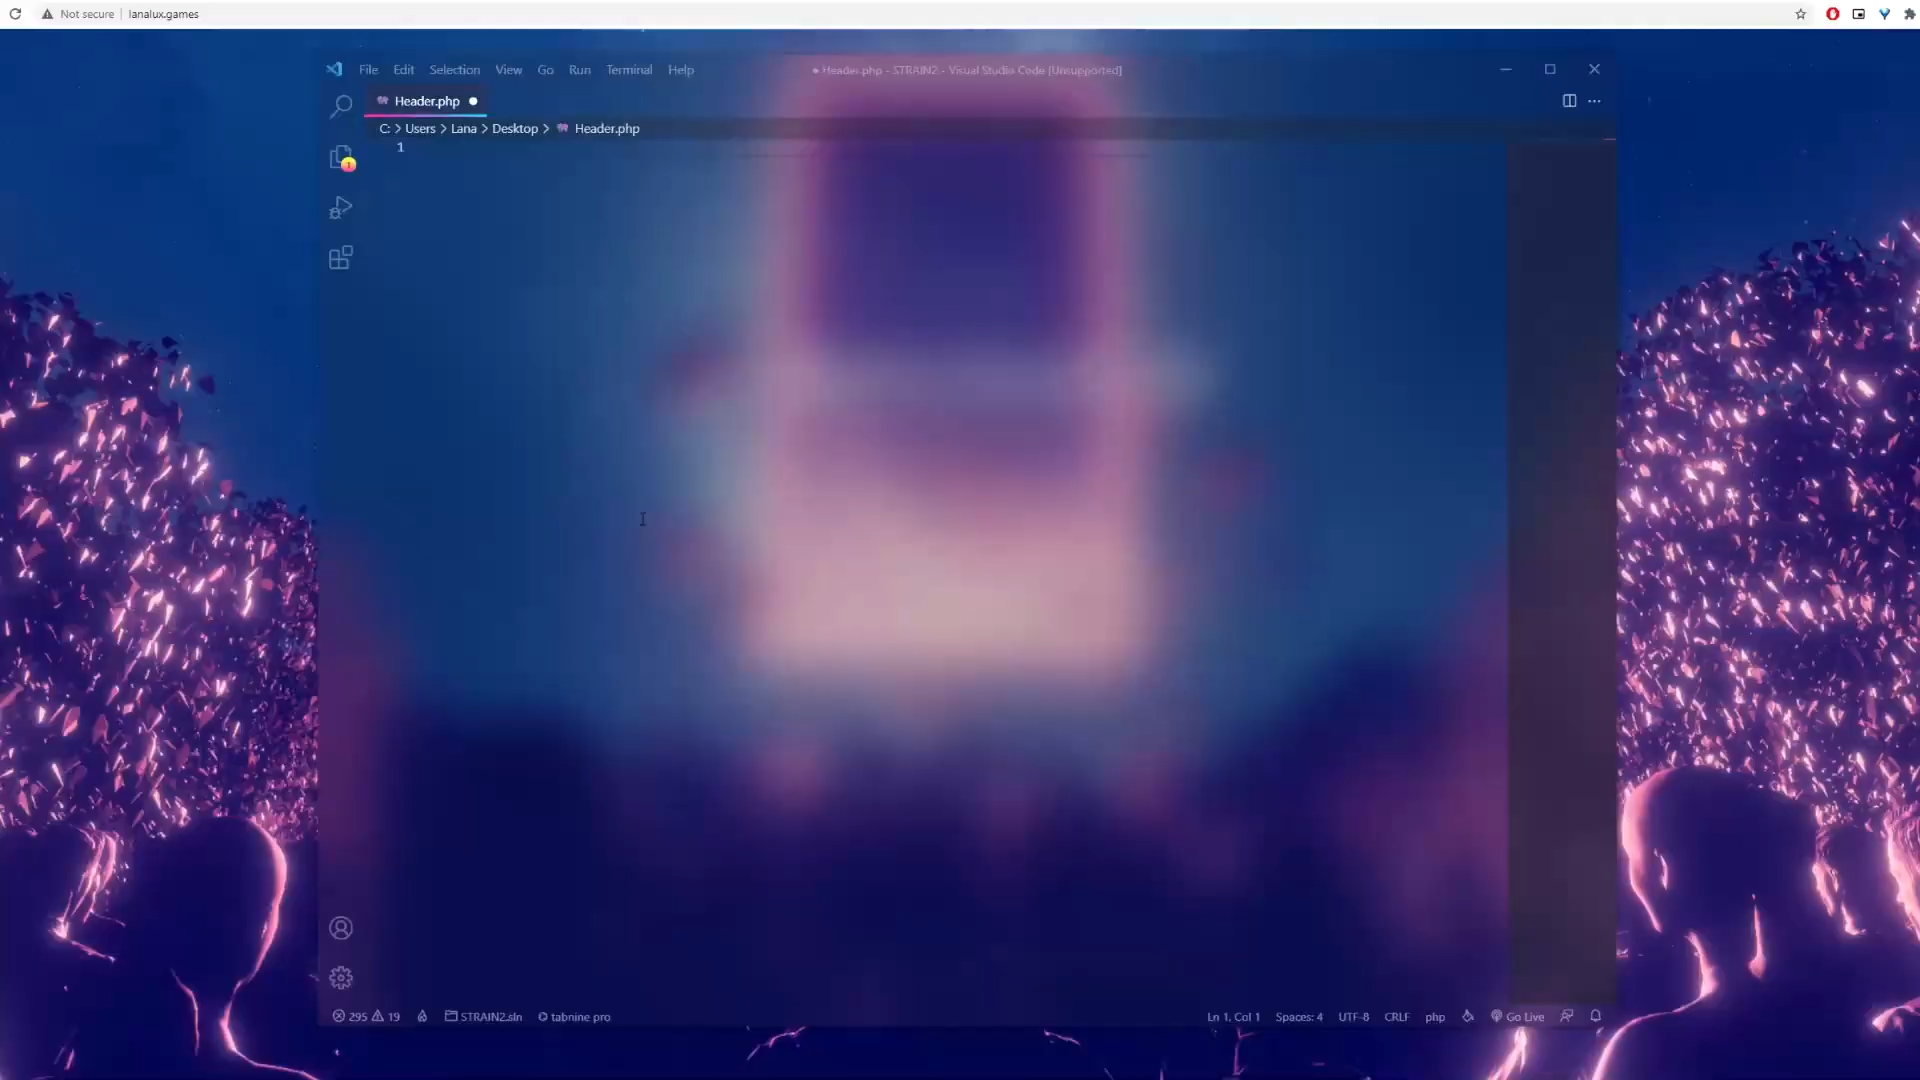 Not secure | lanalux.games
File Edit Selection View Go Run Terminal Help
● Header.php - STRAIN2 - Visual Studio Code [Unsupported]
Header.php
C: > Users > Lana > Desktop > Header.php
1
1
295 19 STRAIN2.sln tabnine pro
Ln 1, Col 1 Spaces: 4 UTF-8 CRLF php Go Live